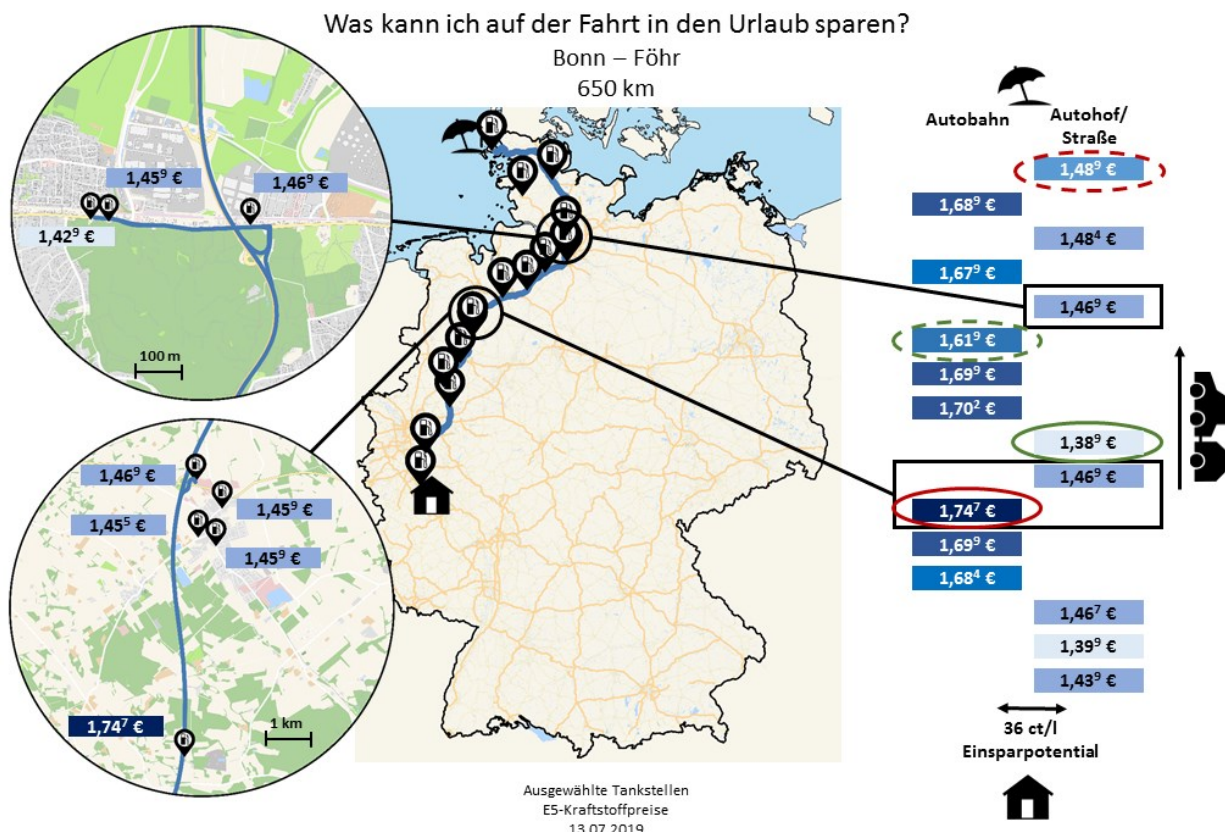 Was kann ich auf der Fahrt in den Urlaub sparen?
Bonn – Föhr
650 km
1,45⁹ €
1,46⁹ €
1,42⁹ €
100 m
1,46⁹ €
1,45⁹ €
1,45⁵ €
1,45⁹ €
1,74⁷ €
1 km
Autobahn
Autohof/
Straße
1,48⁹ €
1,68⁹ €
1,48⁴ €
1,67⁹ €
1,46⁹ €
1,61⁹ €
1,69⁹ €
1,70² €
1,38⁹ €
1,46⁹ €
1,74⁷ €
1,69⁹ €
1,68⁴ €
1,46⁷ €
1,39⁹ €
1,43⁹ €
36 ct/l
Einsparpotential
Ausgewählte Tankstellen
E5-Kraftstoffpreise
13.07.2019